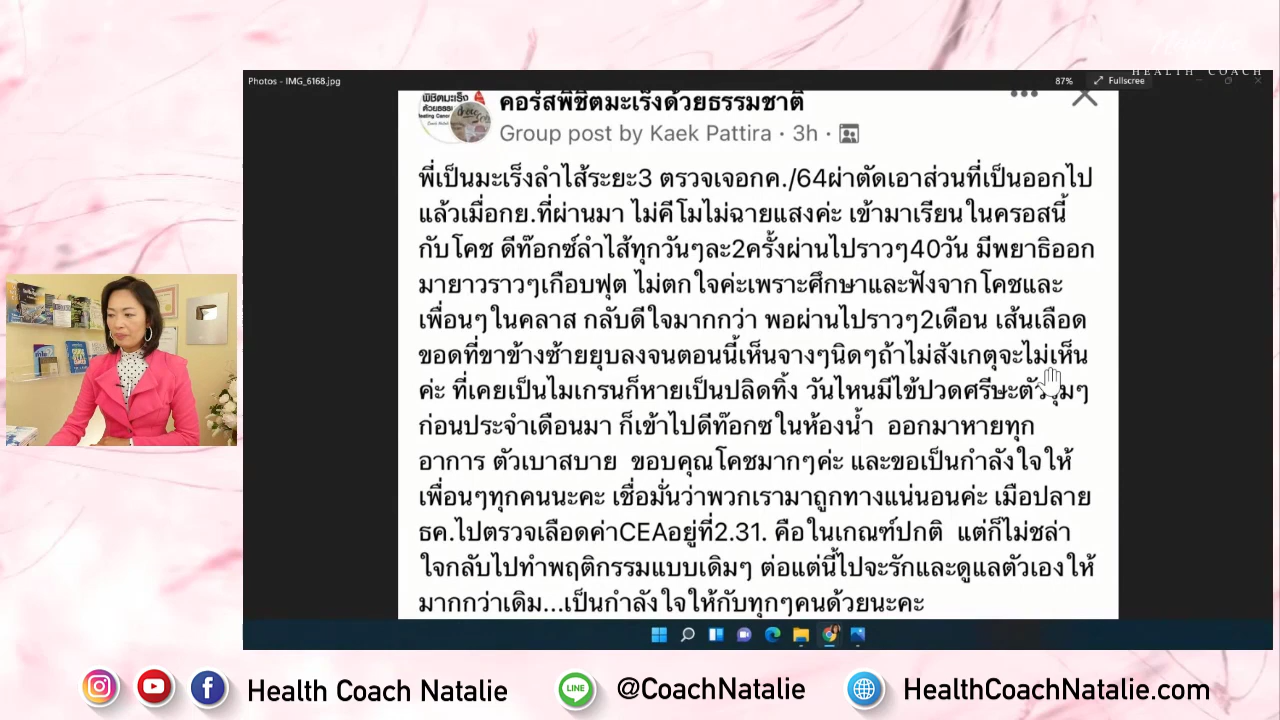 HEALTH COACH
Photos - IMG_6168.jpg
87%
Fullscree
พิชิตมะเร็ง
คอร์สพิชิตมะเร็งด้วยธรรมชาติ
Group post by Kaek Pattira · 3h ·
พี่เป็นมะเร็งลำไส้ระยะ3 ตรวจเจอกค./64ผ่าตัดเอาส่วนที่เป็นออกไป
แล้วเมื่อกย.ที่ผ่านมา ไม่คีโมไม่ฉายแสงค่ะ เข้ามาเรียนในครอสนี้
กับโคช ดีท๊อกซ์ลำไส้ทุกวันๆละ2ครั้งผ่านไปราวๆ40วัน มีพยาธิออก
มายาวราวๆเกือบฟุต ไม่ตกใจค่ะเพราะศึกษาและฟังจากโคชและ
เพื่อนๆในคลาส กลับดีใจมากกว่า พอผ่านไปราวๆ2เดือน เส้นเลือด
ขอดที่ขาข้างซ้ายยุบลงจนตอนนี้เห็นจางๆนิดๆถ้าไม่สังเกตุจะไม่เห็น
ค่ะ ที่เคยเป็นไมเกรนก็หายเป็นปลิดทิ้ง วันไหนมีไข้ปวดศรีษะตัวรุมๆ
ก่อนประจำเดือนมา ก็เข้าไปดีท๊อกซในห้องน้ำ ออกมาหายทุก
อาการ ตัวเบาสบาย ขอบคุณโคชมากๆค่ะ และขอเป็นกำลังใจให้
เพื่อนๆทุกคนนะคะ เชื่อมั่นว่าพวกเรามาถูกทางแน่นอนค่ะ เมือปลาย
ธค.ไปตรวจเลือดค่าCEAอยู่ที่2.31. คือในเกณฑ์ปกติ แต่ก็ไม่ชล่า
ใจกลับไปทำพฤติกรรมแบบเดิมๆ ต่อแต่นี้ไปจะรักและดูแลตัวเองให้
มากกว่าเดิม...เป็นกำลังใจให้กับทุกๆคนด้วยนะคะ
Health Coach Natalie
LINE
@CoachNatalie
HealthCoachNatalie.com